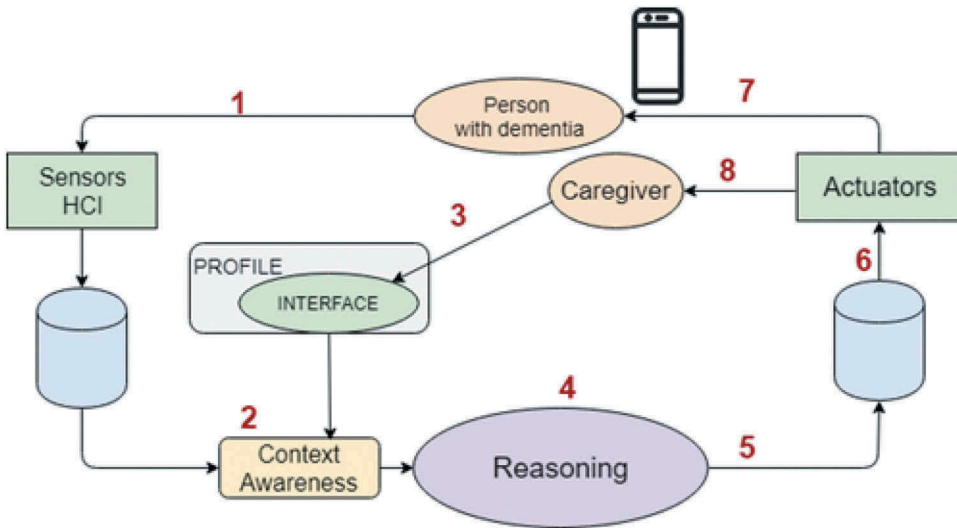 1
7
Person
with dementia
Sensors
HCI
Caregiver
8
Actuators
3
PROFILE
INTERFACE
6
2
4
Context
Awareness
Reasoning
5